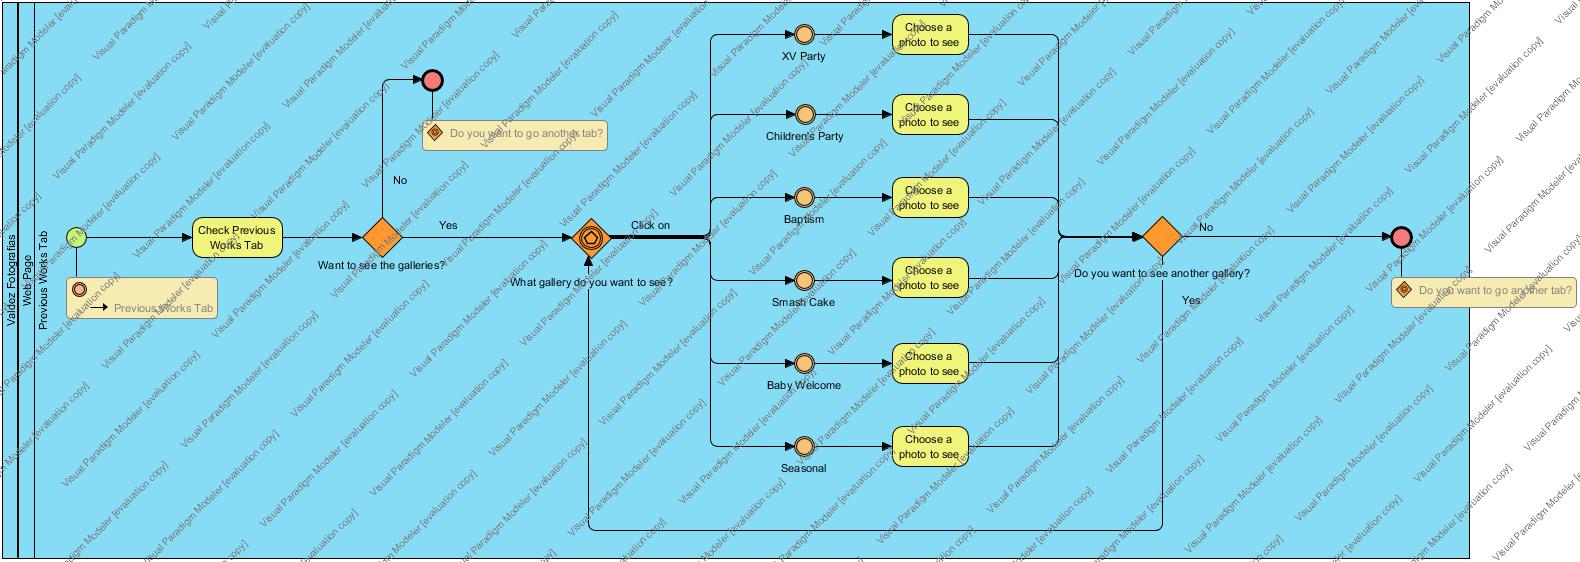 Valdez Fotografias
Web Page
Previous Works Tab
Previous Works Tab
Check Previous
Works Tab
Want to see the galleries?
No
Do you want to go another tab?
Yes
What gallery do you want to see?
Click on
XV Party
Choose a
photo to see
Children's Party
Choose a
photo to see
Baptism
Choose a
photo to see
Smash Cake
Choose a
photo to see
Baby Welcome
Choose a
photo to see
Seasonal
Choose a
photo to see
Do you want to see another gallery?
No
Yes
Do you want to go another tab?
Visual Paradigm Modeler [evaluation copy]